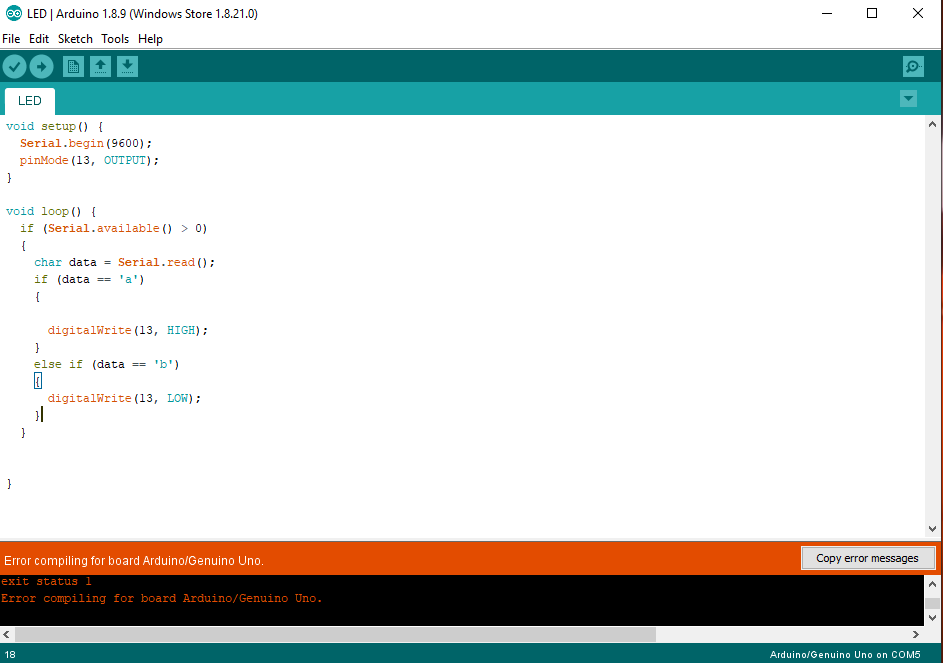 LED | Arduino 1.8.9 (Windows Store 1.8.21.0)
File Edit Sketch Tools Help
LED
void setup() {
  Serial.begin(9600);
  pinMode(13, OUTPUT);
}
void loop() {
  if (Serial.available() > 0)
  {
    char data = Serial.read();
    if (data == 'a')
    {
      digitalWrite(13, HIGH);
    }
    else if (data == 'b')
    {
      digitalWrite(13, LOW);
    }
  }
}
Error compiling for board Arduino/Genuino Uno.
Copy error messages
exit status 1
Error compiling for board Arduino/Genuino Uno.
18
Arduino/Genuino Uno on COM5